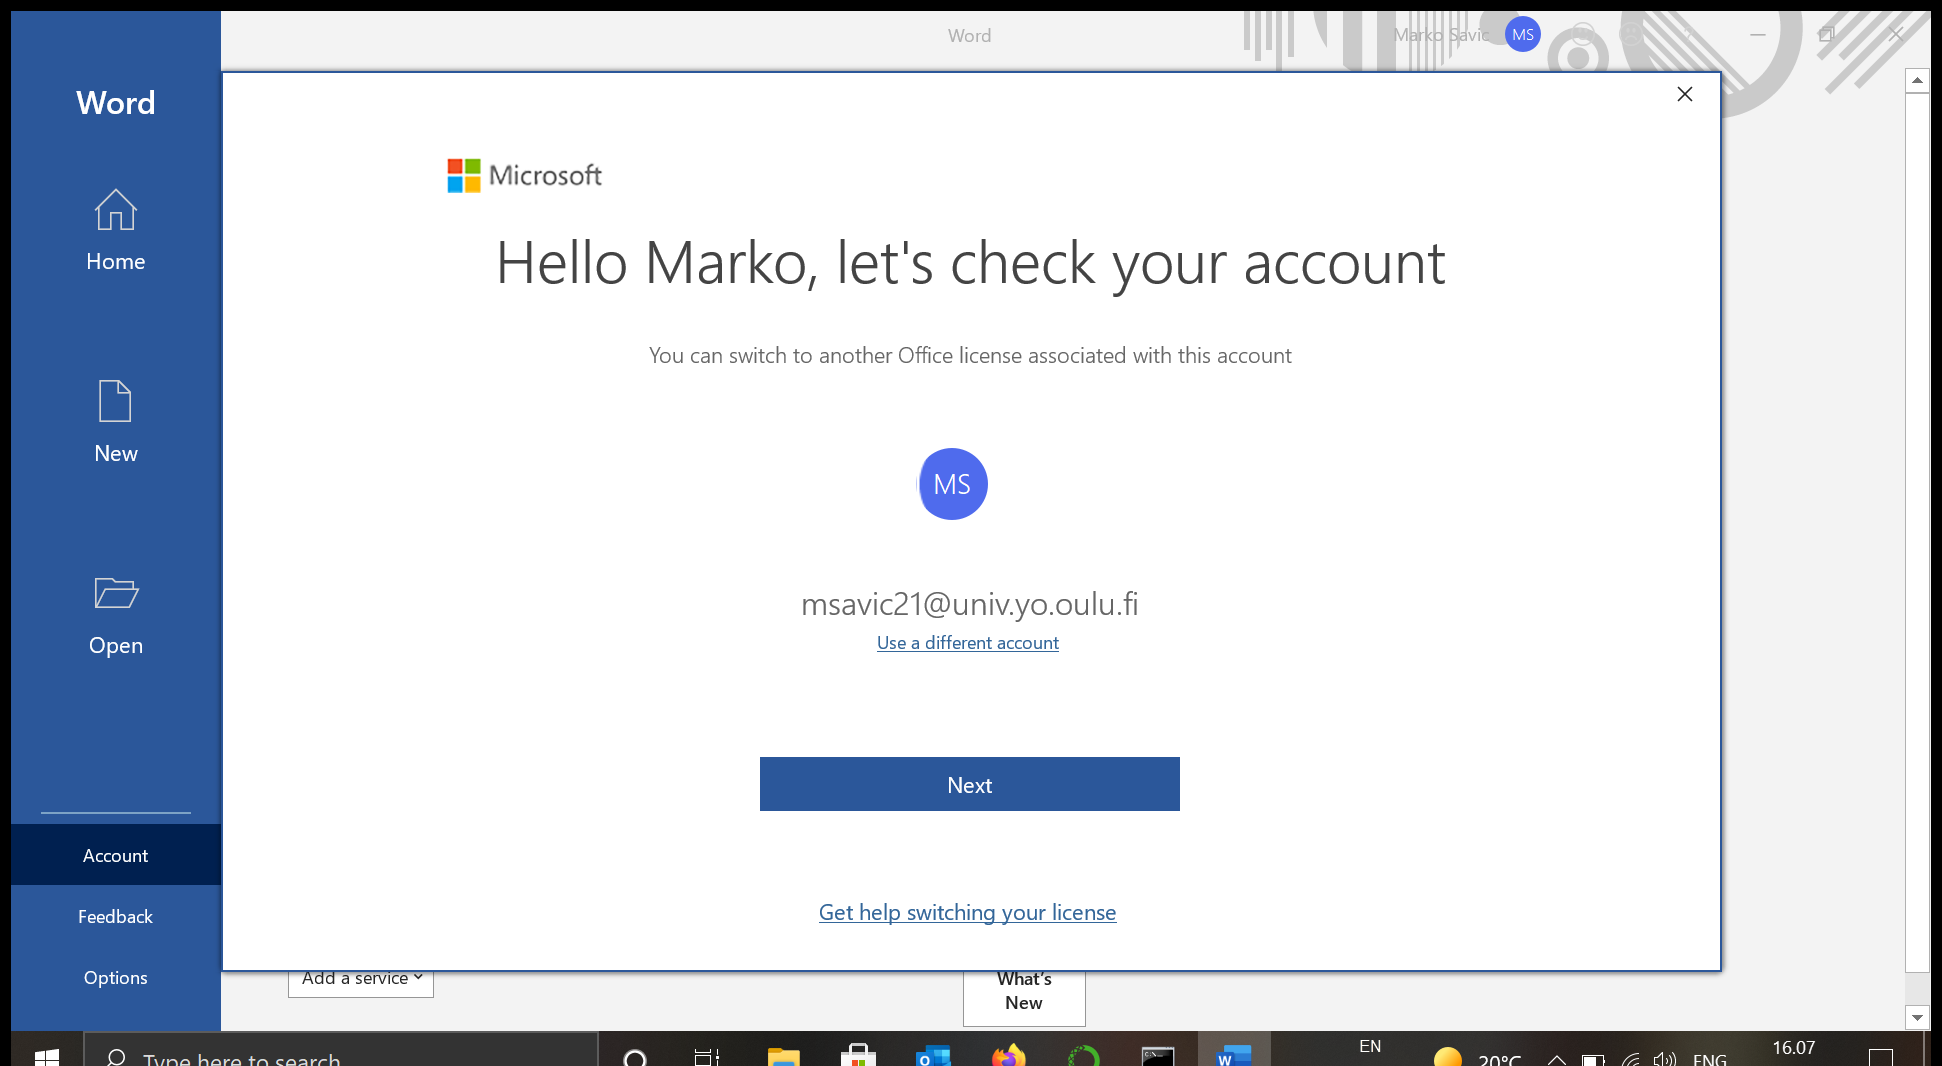 Word
Marko Savic
MS
Word
Home
New
Open
Account
Feedback
Options
Microsoft
Hello Marko, let's check your account
You can switch to another Office license associated with this account
MS
msavic21@univ.yo.oulu.fi
Use a different account
Next
Get help switching your license
Add a service
What's
New
Type here to search
EN
20°C
ENG
16.07